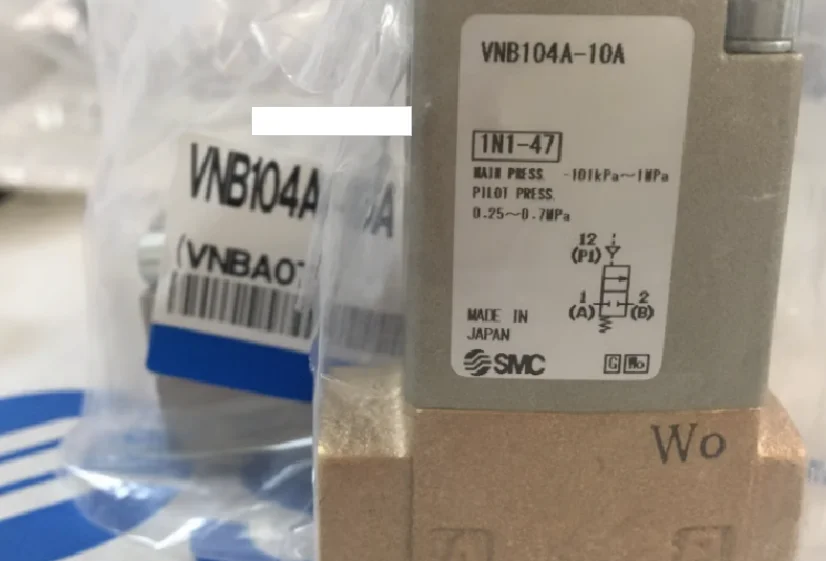 VNB104A-10A
1N1-47
MAIN PRESS. -101kPa～1MPa
PILOT PRESS.
0.25～0.7MPa
12
(P1)
1
2
(A)
(B)
MADE IN
JAPAN
SMC
G Wo
Wo
VNB104A
(VNBA0